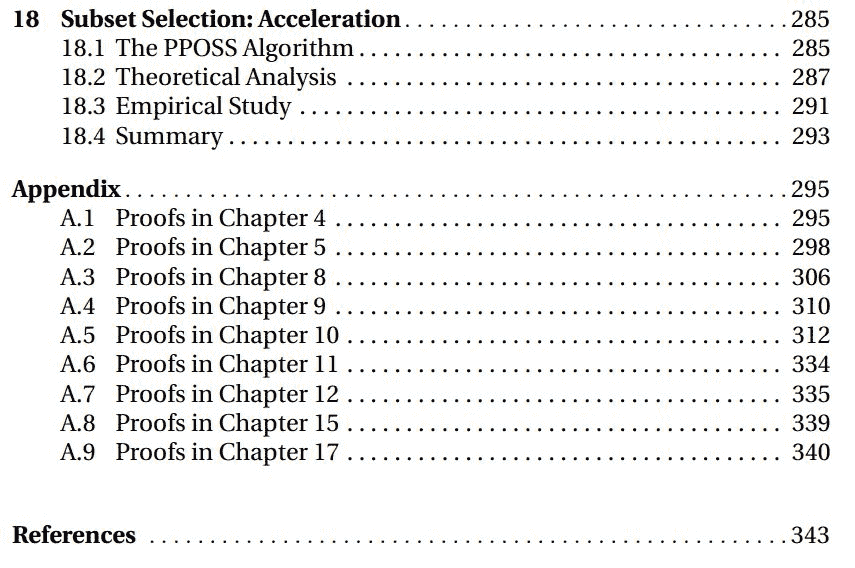 18 Subset Selection: Acceleration 285
18.1 The PPOSS Algorithm 285
18.2 Theoretical Analysis 287
18.3 Empirical Study 291
18.4 Summary 293
Appendix 295
A.1 Proofs in Chapter 4 295
A.2 Proofs in Chapter 5 298
A.3 Proofs in Chapter 8 306
A.4 Proofs in Chapter 9 310
A.5 Proofs in Chapter 10 312
A.6 Proofs in Chapter 11 334
A.7 Proofs in Chapter 12 335
A.8 Proofs in Chapter 15 339
A.9 Proofs in Chapter 17 340
References 343